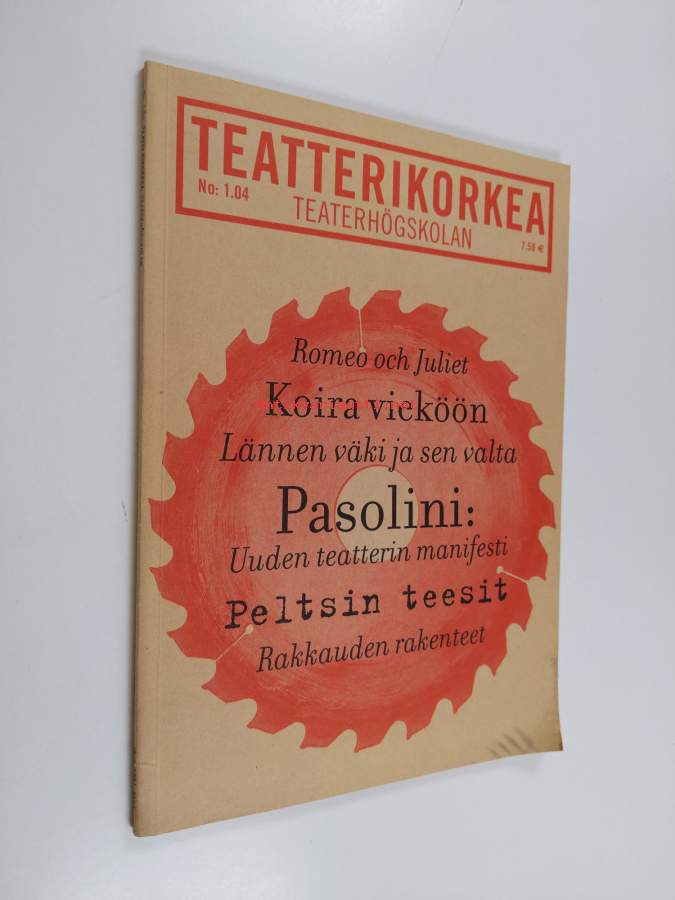 TEATTERIKORKEA
No: 1.04
TEATERHÖGSKOLAN
7.50 €
Romeo och Juliet
Koira vieköön
Lännen väki ja sen valta
Pasolini:
Uuden teatterin manifesti
Peltsin teesit
Rakkauden rakenteet